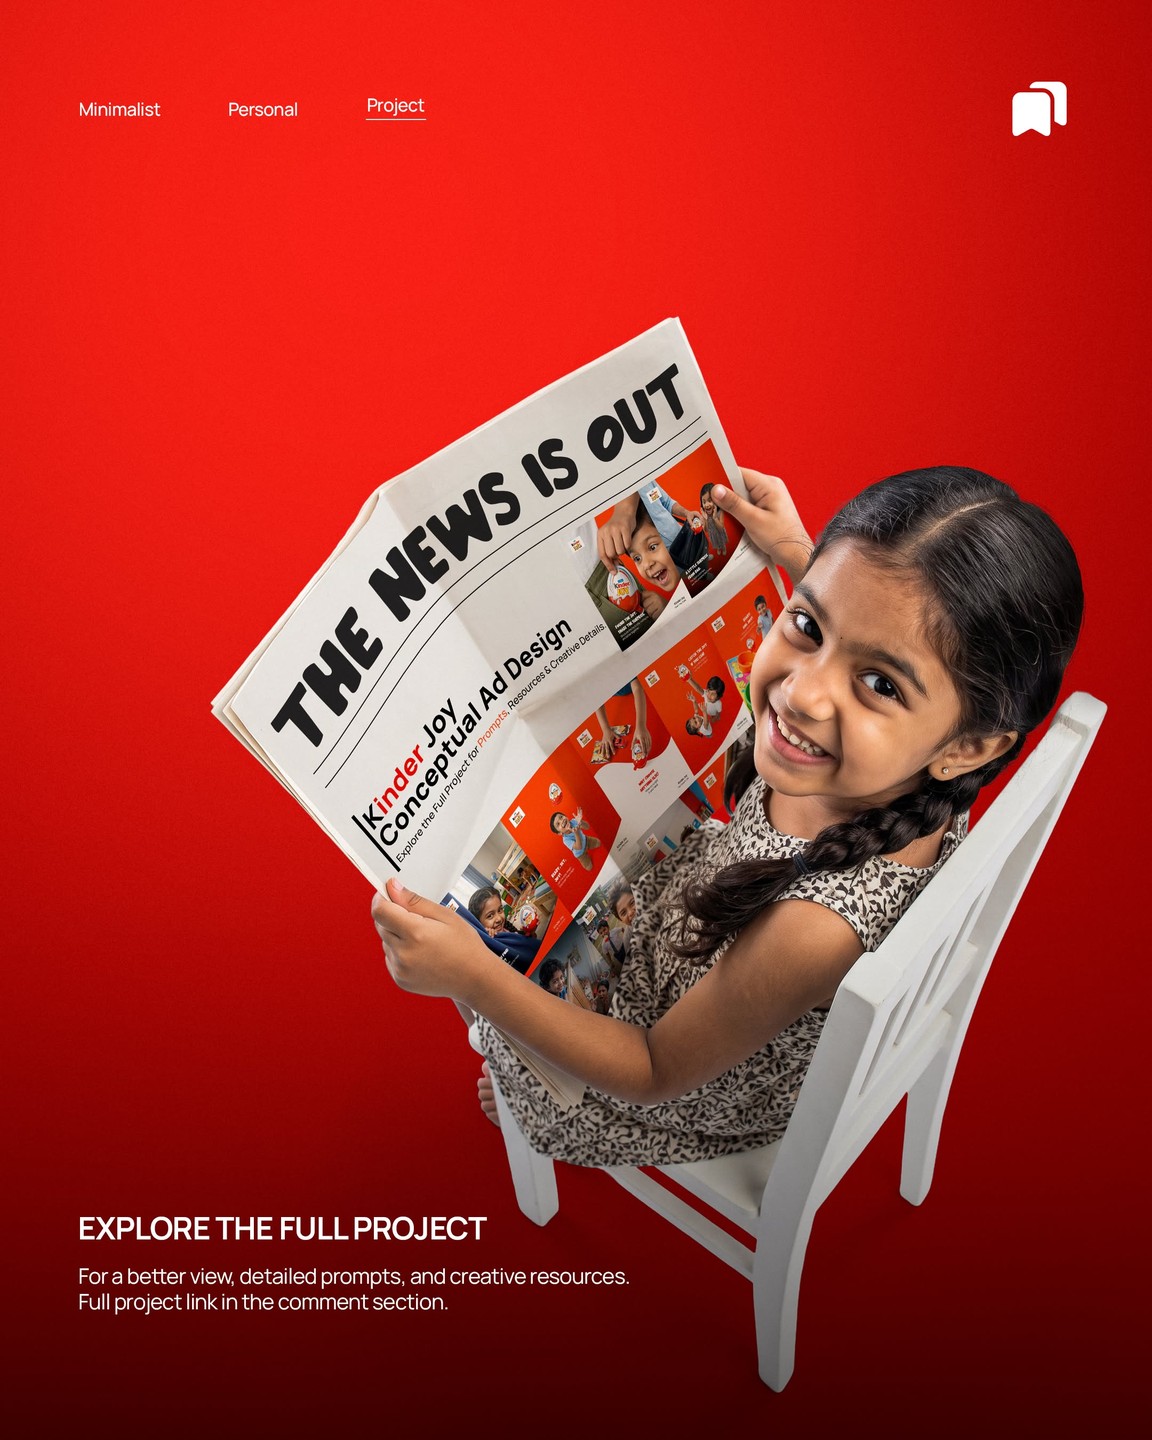 Minimalist
Personal
Project
THE NEWS IS OUT
Kinder Joy
Conceptual Ad Design
Explore the Full Project for Prompts, Resources & Creative Details.
Kinder
JOY
EXPLORE THE FULL PROJECT
For a better view, detailed prompts, and creative resources.
Full project link in the comment section.